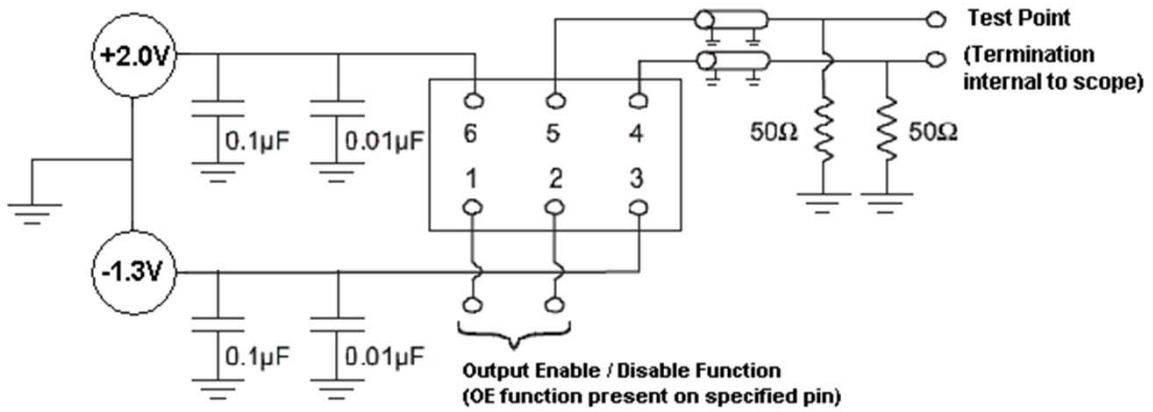 +2.0V
Test Point
(Termination
internal to scope)
0.1µF
0.01µF
6
5
4
50Ω
50Ω
1
2
3
-1.3V
0.1µF
0.01µF
Output Enable / Disable Function
(OE function present on specified pin)